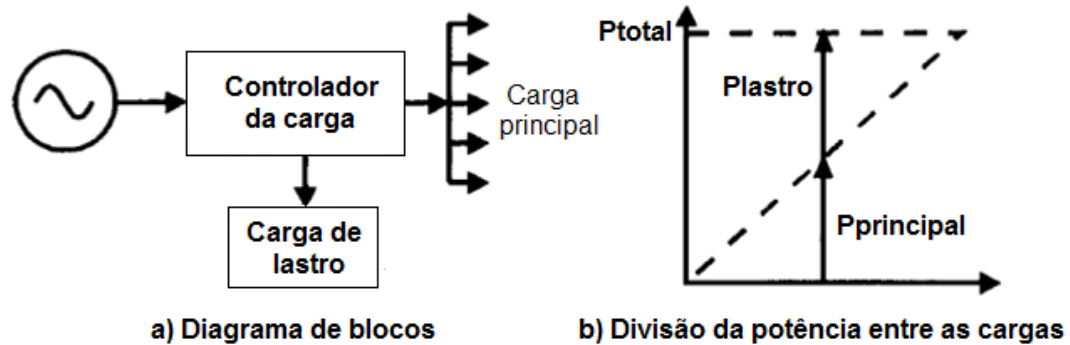 Controlador
da carga
Carga
principal
Carga de
lastro
a) Diagrama de blocos
Ptotal
Plastro
Pprincipal
b) Divisão da potência entre as cargas